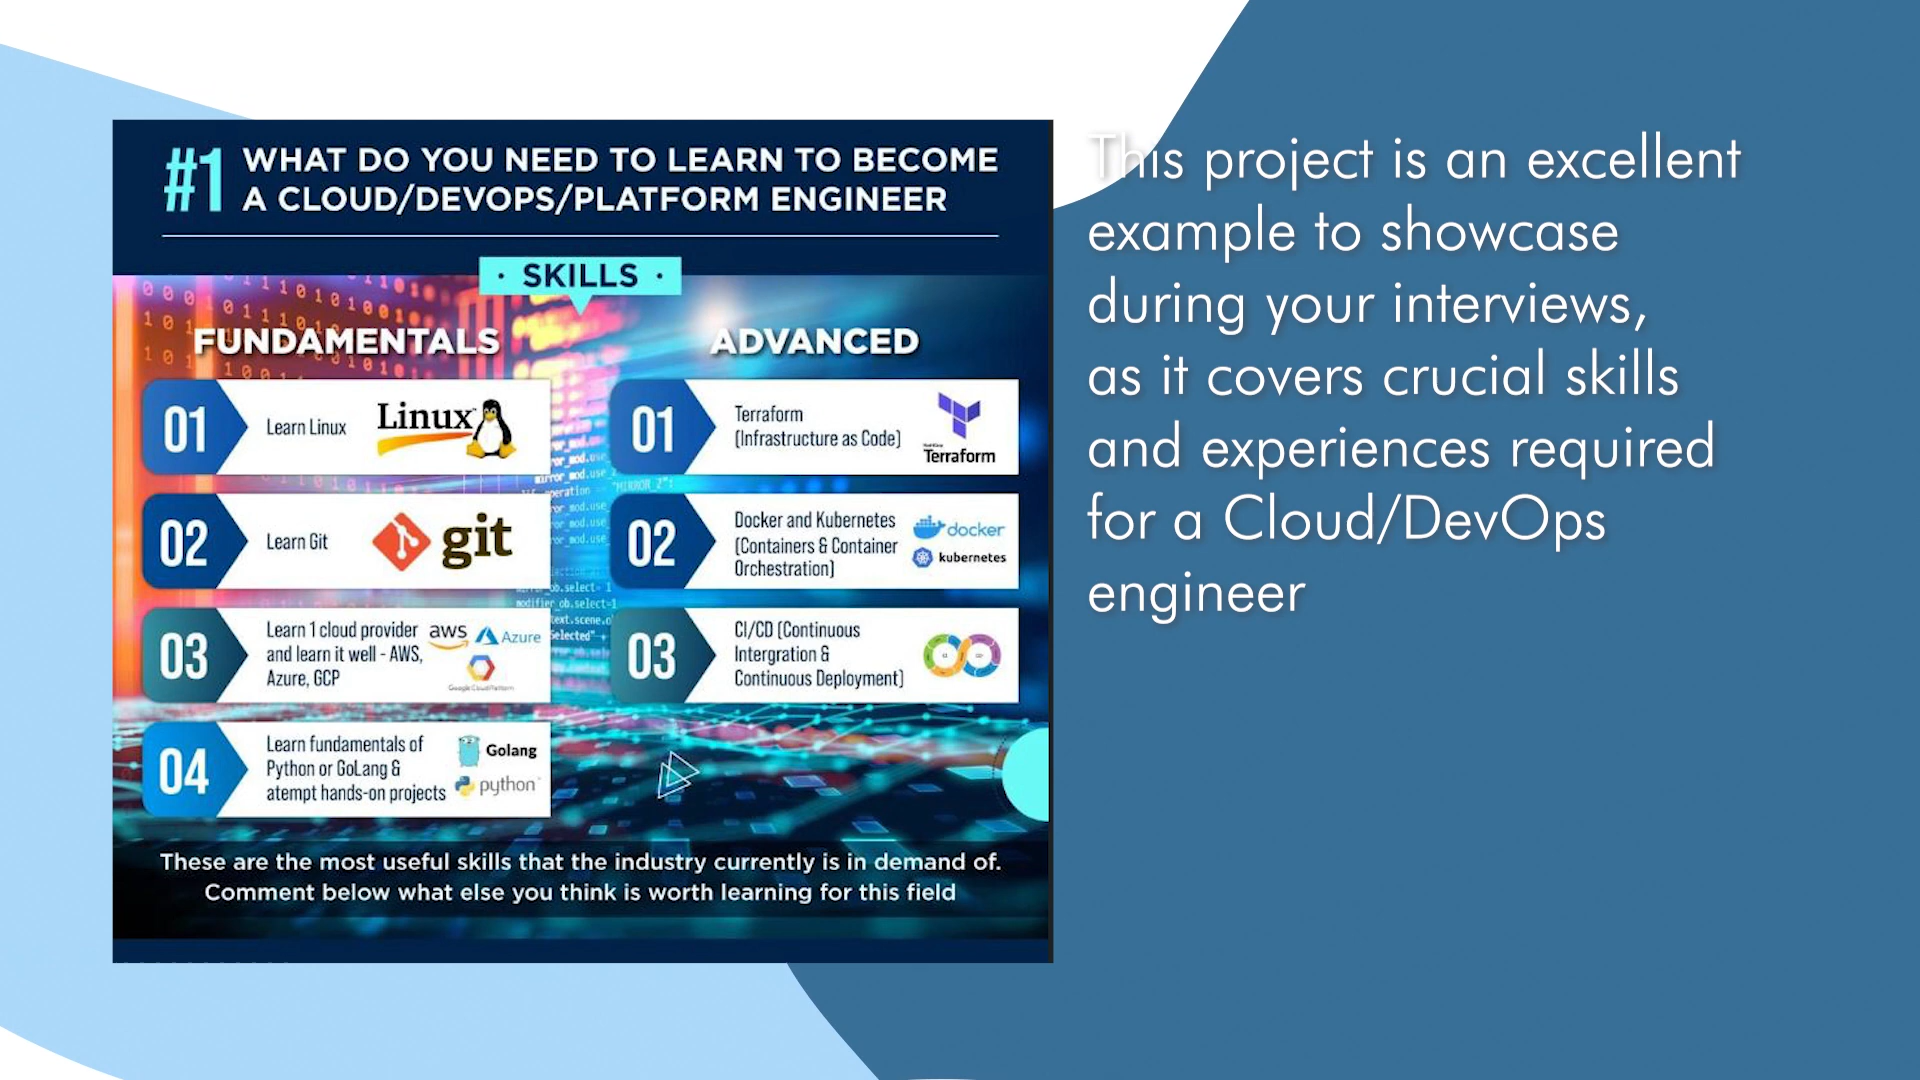 #1 WHAT DO YOU NEED TO LEARN TO BECOME
A CLOUD/DEVOPS/PLATFORM ENGINEER
· SKILLS ·
FUNDAMENTALS
01 Learn Linux Linux
02 Learn Git git
03 Learn 1 cloud provider
and learn it well - AWS,
Azure, GCP
aws Azure
Google Cloud Platform
04 Learn fundamentals of
Python or GoLang &
atempt hands-on projects
Golang
python
ADVANCED
01 Terraform
(Infrastructure as Code)
HashiCorp
Terraform
02 Docker and Kubernetes
(Containers & Container
Orchestration)
docker
kubernetes
03 CI/CD (Continuous
Intergration &
Continuous Deployment)
These are the most useful skills that the industry currently is in demand of.
Comment below what else you think is worth learning for this field
This project is an excellent
example to showcase
during your interviews,
as it covers crucial skills
and experiences required
for a Cloud/DevOps
engineer